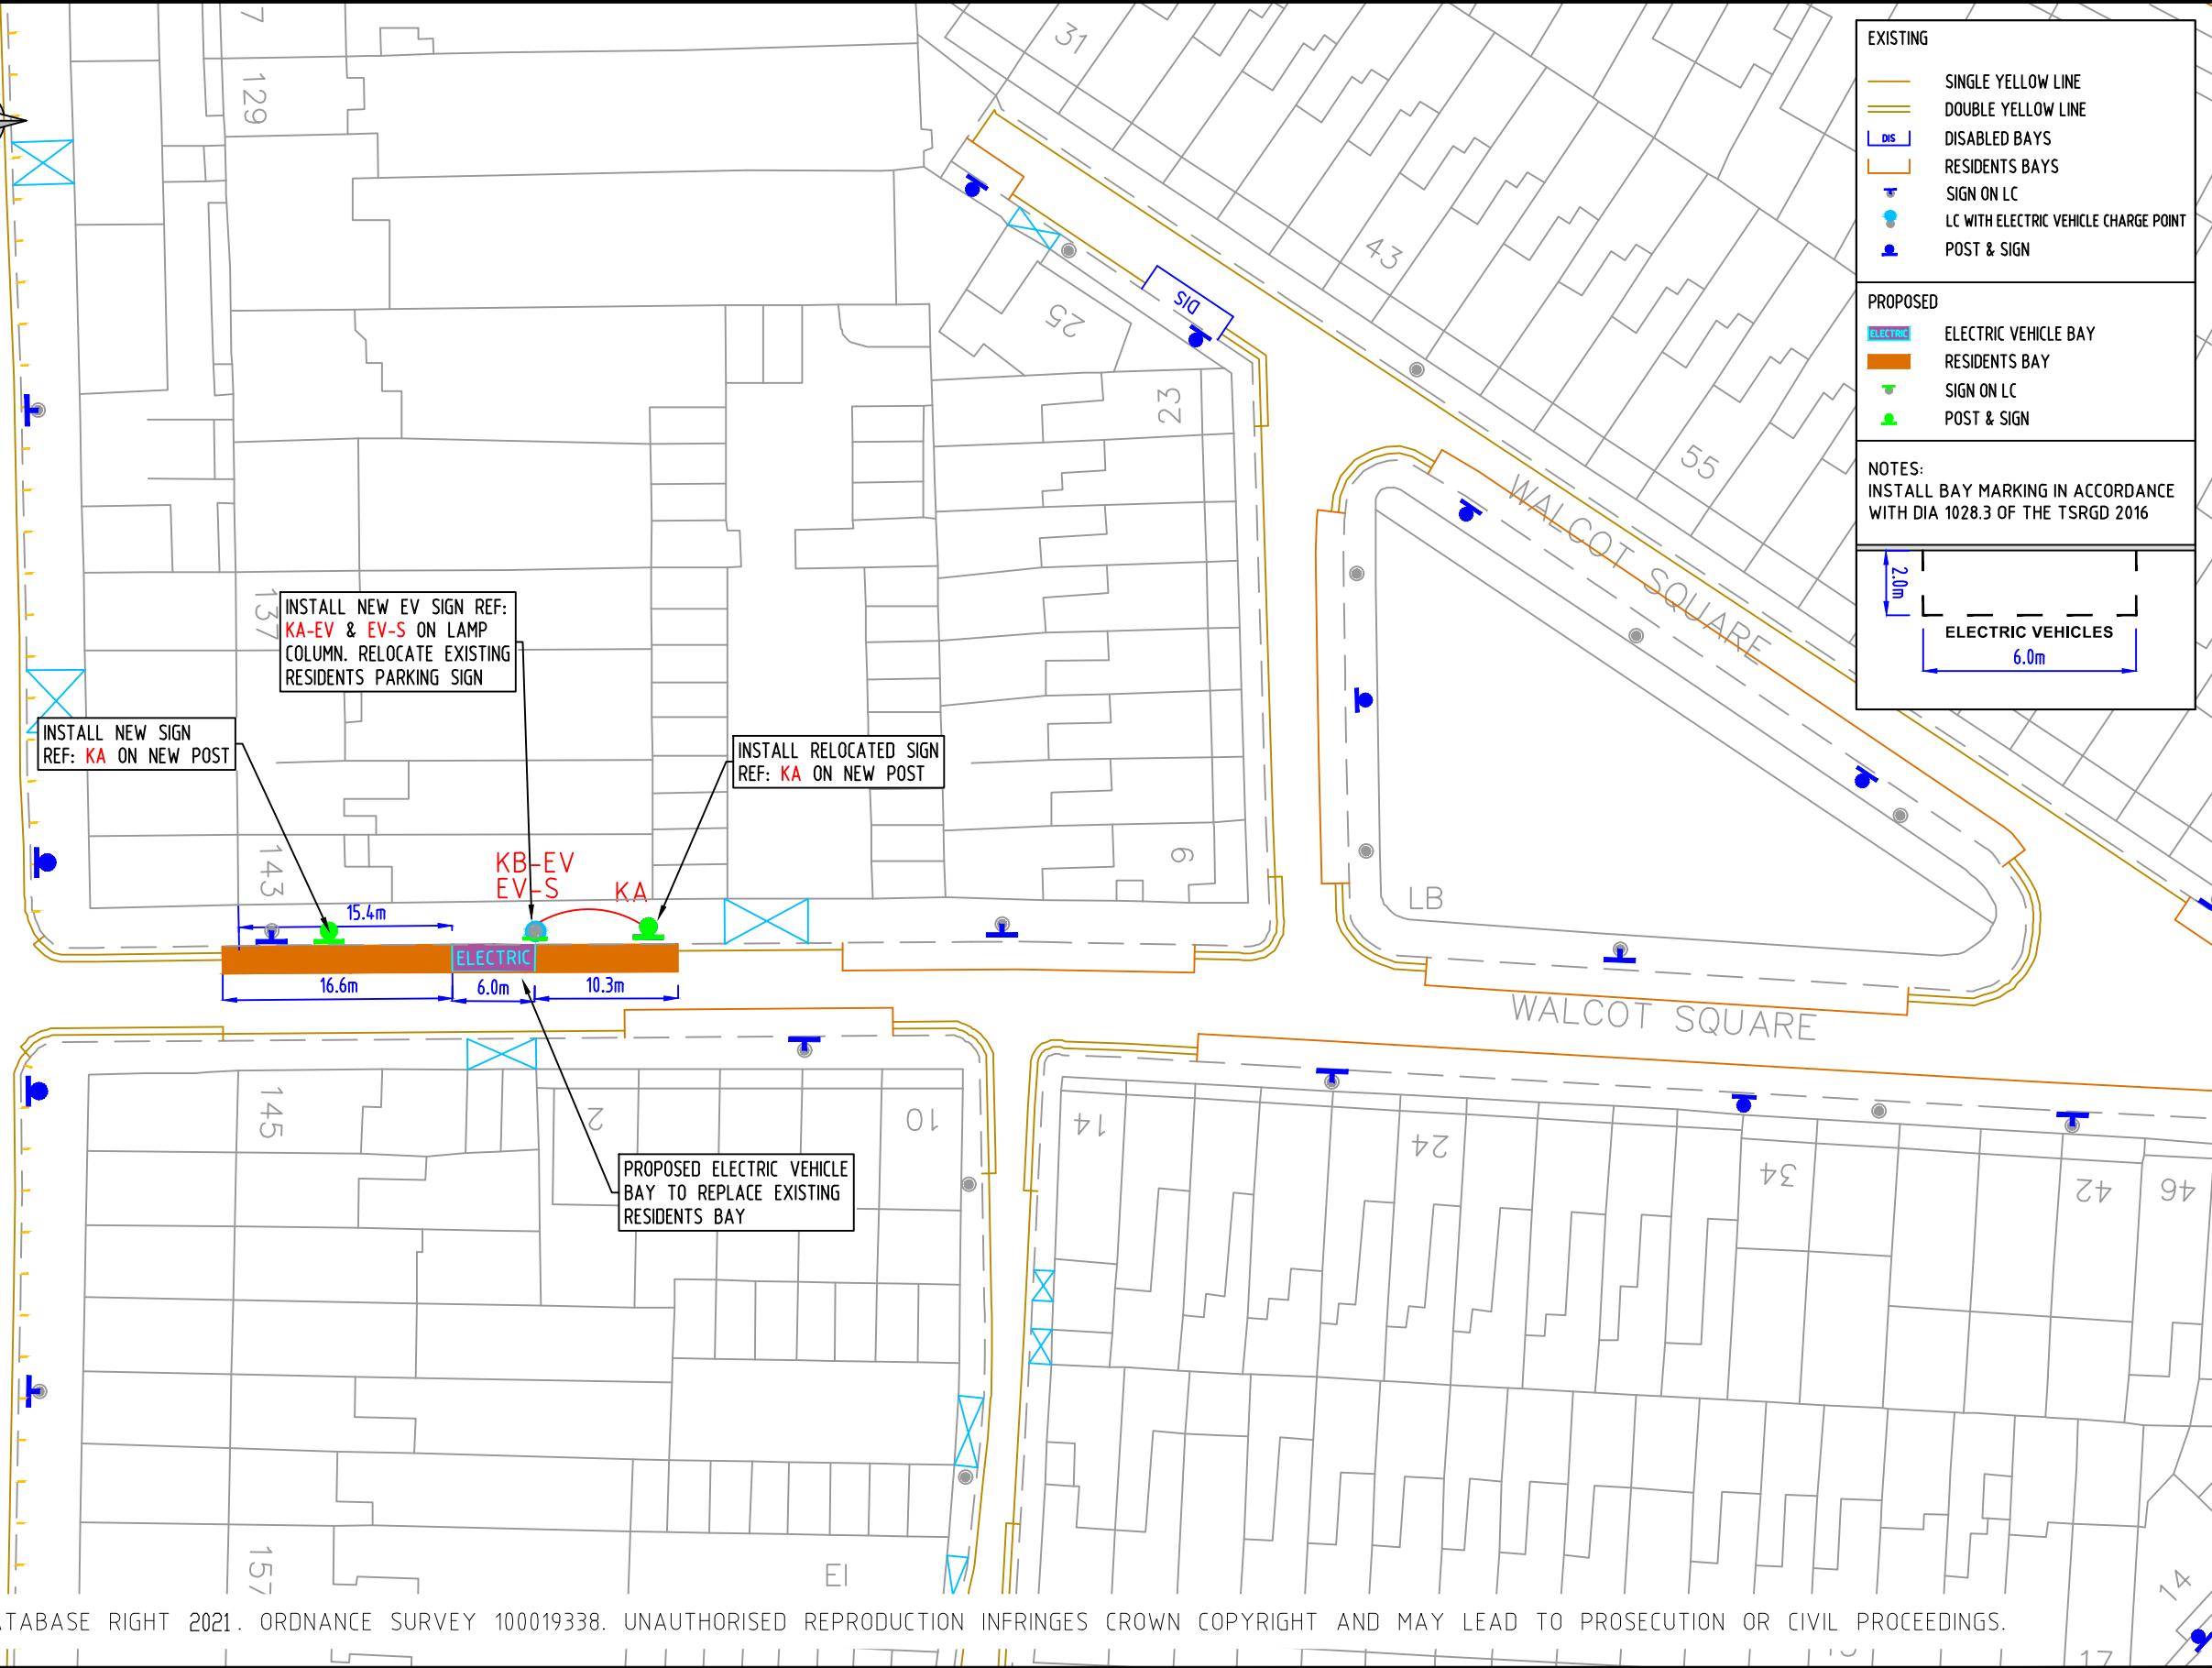 129
31
43
25
DIS
23
55
137
143
6
LB
WALCOT SQUARE
WALCOT SQUARE
INSTALL NEW EV SIGN REF:
KA-EV & EV-S ON LAMP
COLUMN. RELOCATE EXISTING
RESIDENTS PARKING SIGN
INSTALL NEW SIGN
REF: KA ON NEW POST
INSTALL RELOCATED SIGN
REF: KA ON NEW POST
KB-EV
EV-S
KA
15.4m
ELECTRIC
16.6m
6.0m
10.3m
PROPOSED ELECTRIC VEHICLE
BAY TO REPLACE EXISTING
RESIDENTS BAY
145
2
10
14
24
34
42
46
157
EI
14
17
EXISTING
SINGLE YELLOW LINE
DOUBLE YELLOW LINE
DIS DISABLED BAYS
RESIDENTS BAYS
SIGN ON LC
LC WITH ELECTRIC VEHICLE CHARGE POINT
POST & SIGN
PROPOSED
ELECTRIC ELECTRIC VEHICLE BAY
RESIDENTS BAY
SIGN ON LC
POST & SIGN
NOTES:
INSTALL BAY MARKING IN ACCORDANCE
WITH DIA 1028.3 OF THE TSRGD 2016
2.0m
ELECTRIC VEHICLES
6.0m
TABASE RIGHT 2021. ORDNANCE SURVEY 100019338. UNAUTHORISED REPRODUCTION INFRINGES CROWN COPYRIGHT AND MAY LEAD TO PROSECUTION OR CIVIL PROCEEDINGS.